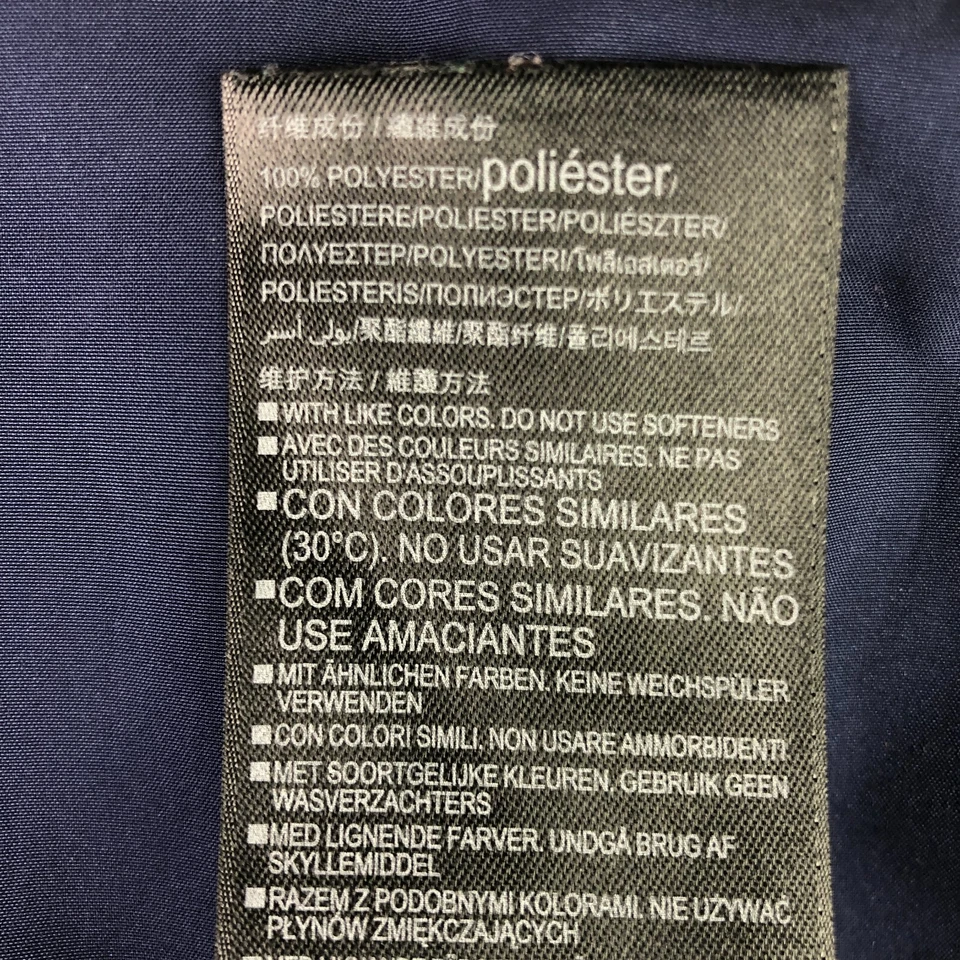 纤维成份 / 纖維成份
100% POLYESTER/poliéster/
POLIESTERE/POLIESTER/POLIÉSZTER/
ΠΟΛΥΕΣΤΕΡ/POLYESTERI/โพลีเอสเตอร์/
POLIESTERIS/ПОПИЭСТЕР/ポリエステル/
بولي أستر/聚酯纖維/聚酯纤维/폴리에스테르
维护方法 / 維護方法
■WITH LIKE COLORS. DO NOT USE SOFTENERS
■AVEC DES COULEURS SIMILAIRES. NE PAS
UTILISER D'ASSOUPLISSANTS
■CON COLORES SIMILARES
(30°C). NO USAR SUAVIZANTES
■COM CORES SIMILARES. NÃO
USE AMACIANTES
■MIT ÄHNLICHEN FARBEN. KEINE WEICHSPÜLER
VERWENDEN
■CON COLORI SIMILI. NON USARE AMMORBIDENTI
■MET SOORTGELIJKE KLEUREN. GEBRUIK GEEN
WASVERZACHTERS
■MED LIGNENDE FARVER. UNDGÅ BRUG AF
SKYLLEMIDDEL
■RAZEM Z PODOBNYMI KOLORAMI. NIE UŻYWAĆ
PŁYNÓW ZMIĘKCZAJĄCYCH